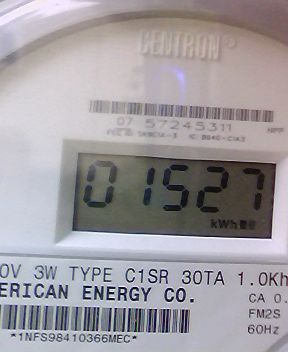 CENTRON®
07 57245311
01527
kWh
0V 3W TYPE C1SR 30TA 1.0Kh
ERICAN ENERGY CO.
CA 0.
FM2S
60Hz
*1NFS98410366MEC*